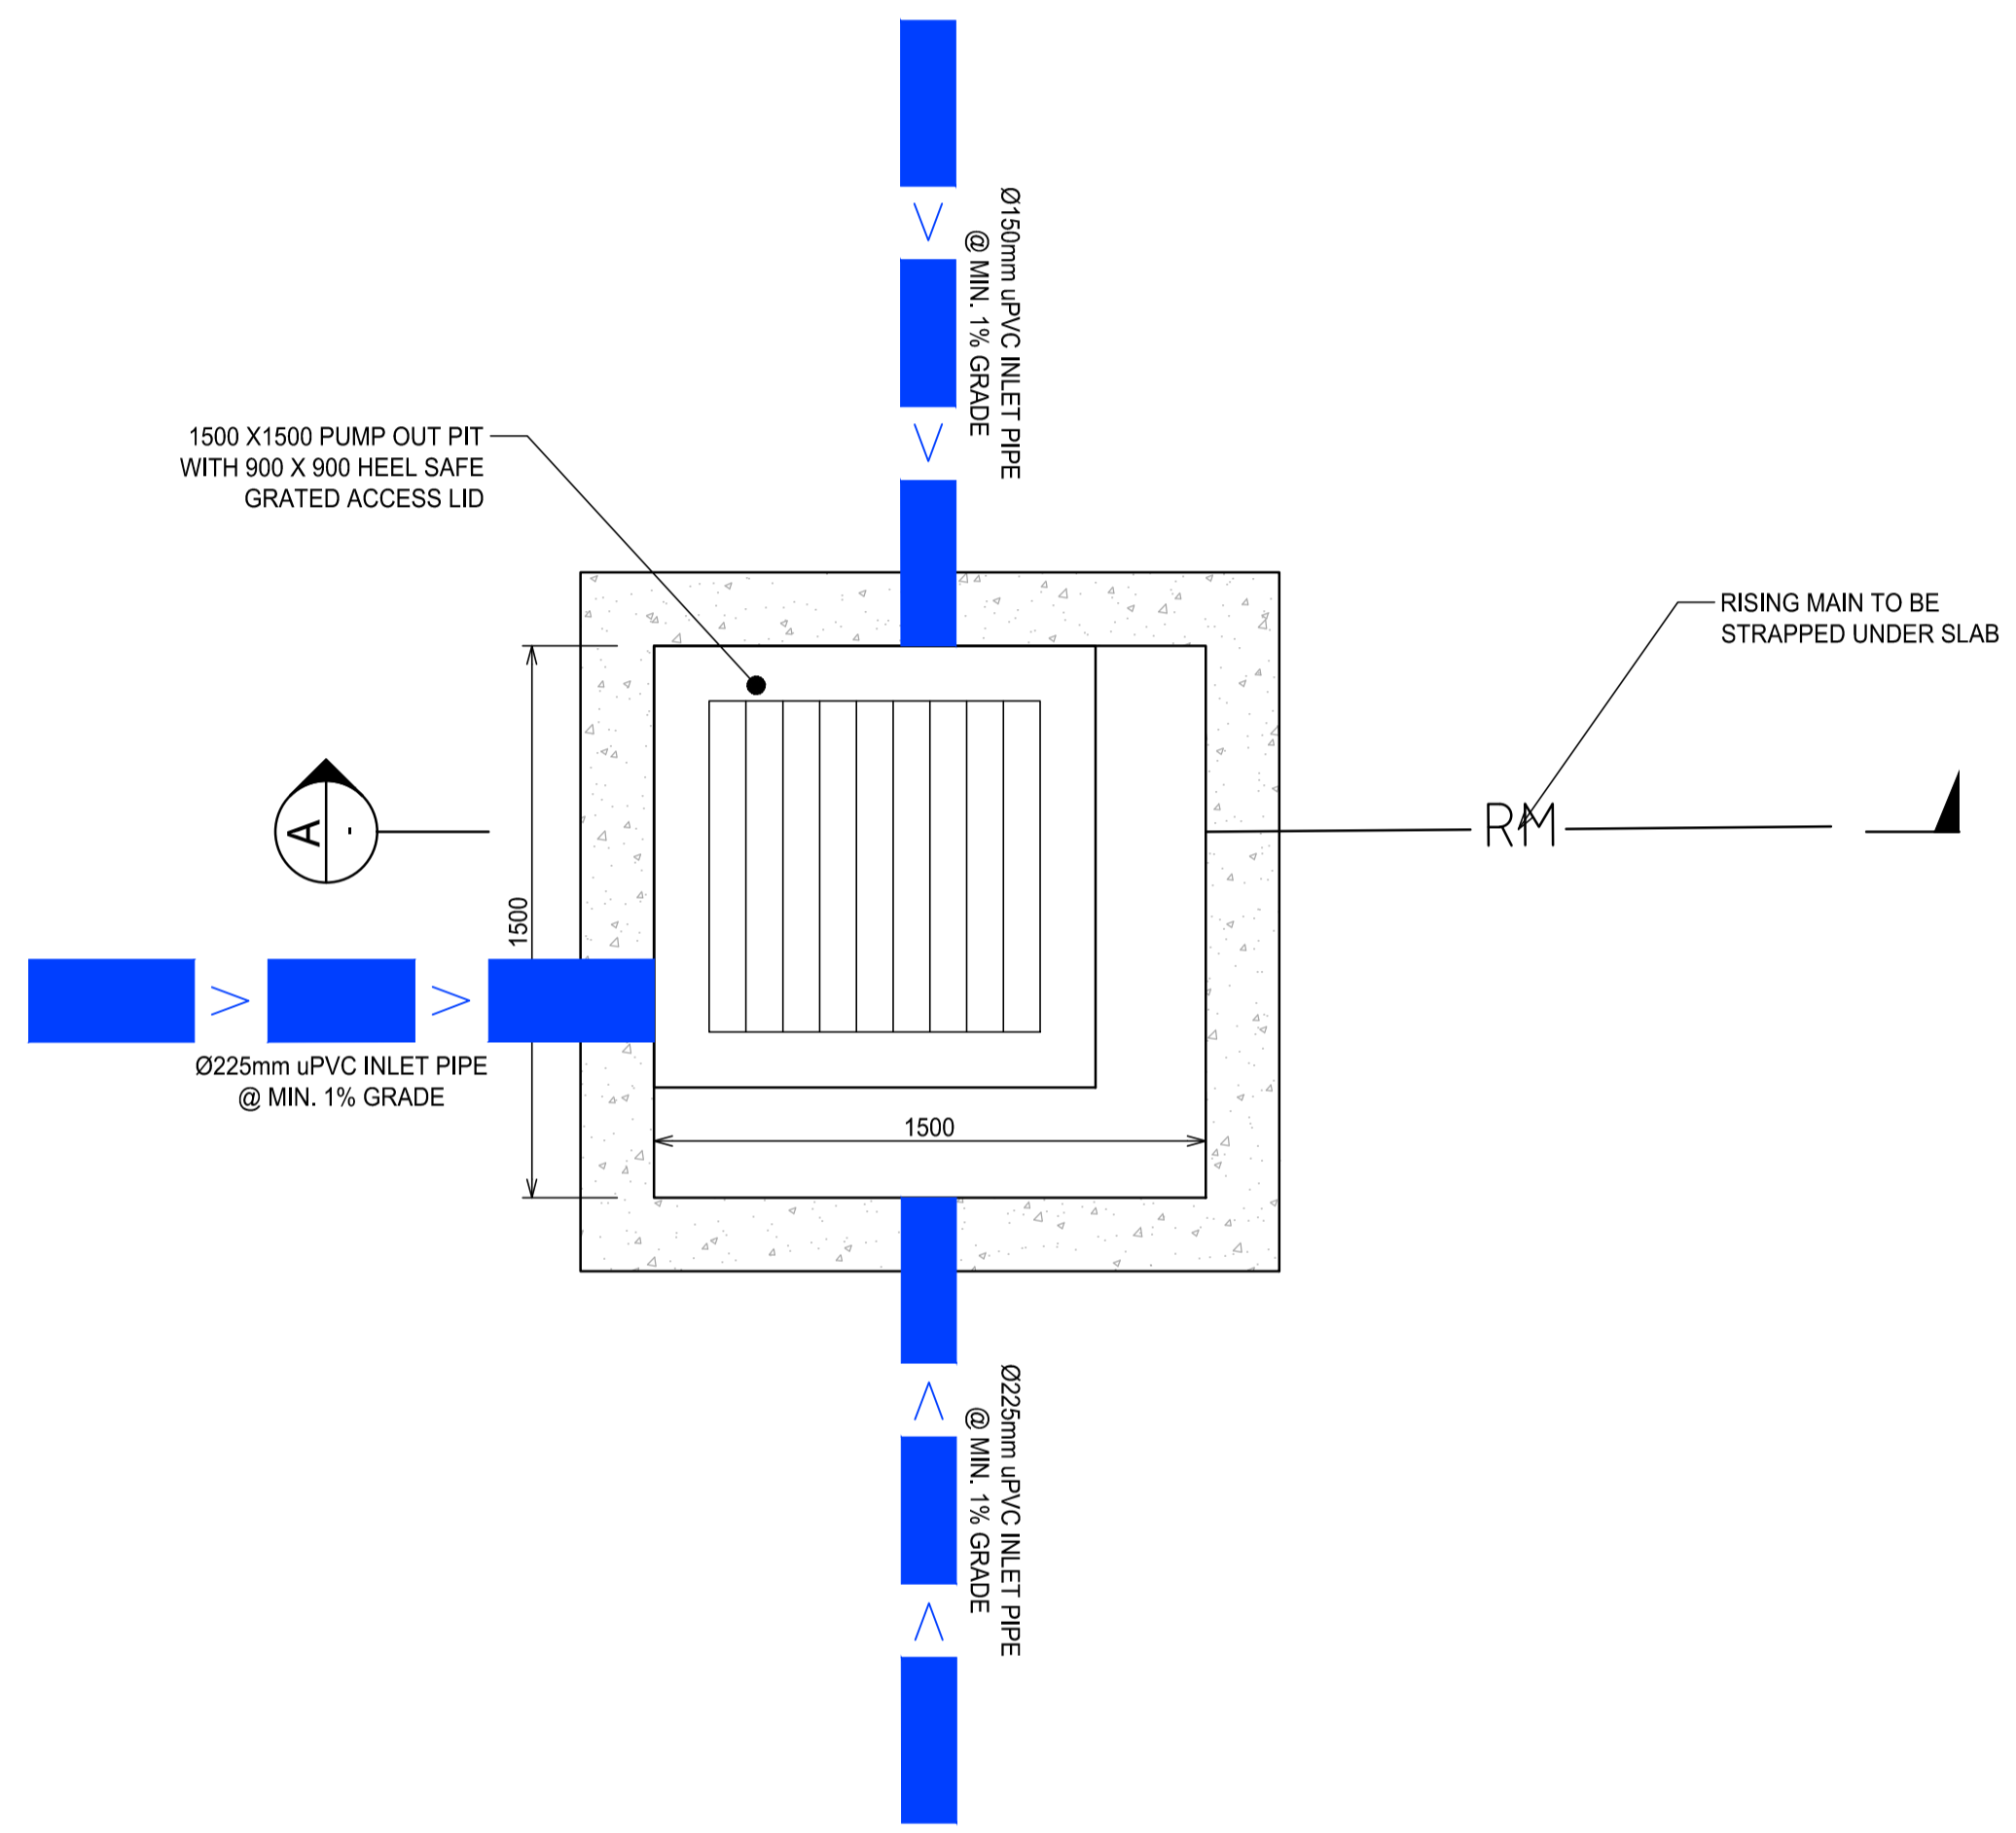 Ø150mm uPVC INLET PIPE
@ MIN. 1% GRADE
1500 X1500 PUMP OUT PIT
WITH 900 X 900 HEEL SAFE
GRATED ACCESS LID
RISING MAIN TO BE
STRAPPED UNDER SLAB
A
-
RM
1500
Ø225mm uPVC INLET PIPE
@ MIN. 1% GRADE
1500
Ø225mm uPVC INLET PIPE
@ MIN. 1% GRADE